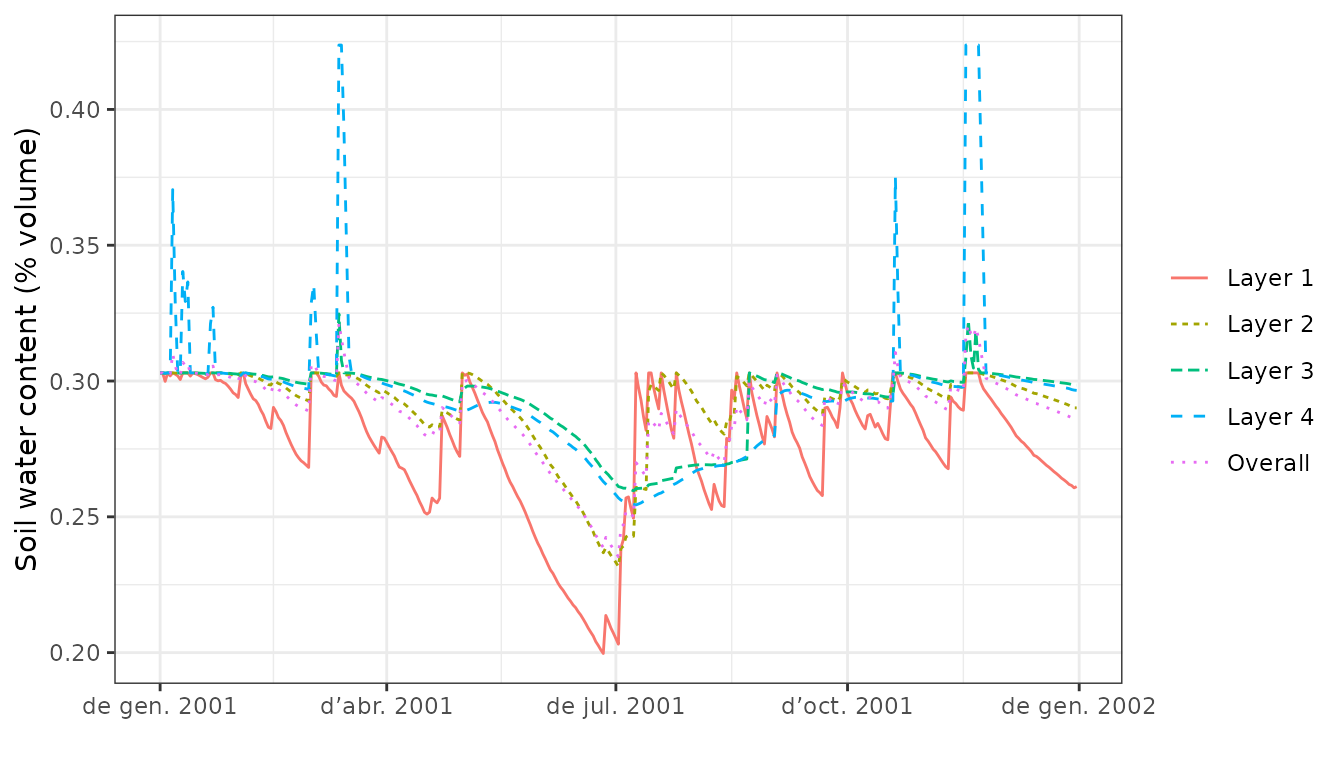 Soil water content (% volume)
0.40
0.35
0.30
0.25
0.20
de gen. 2001
d’abr. 2001
de jul. 2001
d’oct. 2001
de gen. 2002
Layer 1
Layer 2
Layer 3
Layer 4
Overall